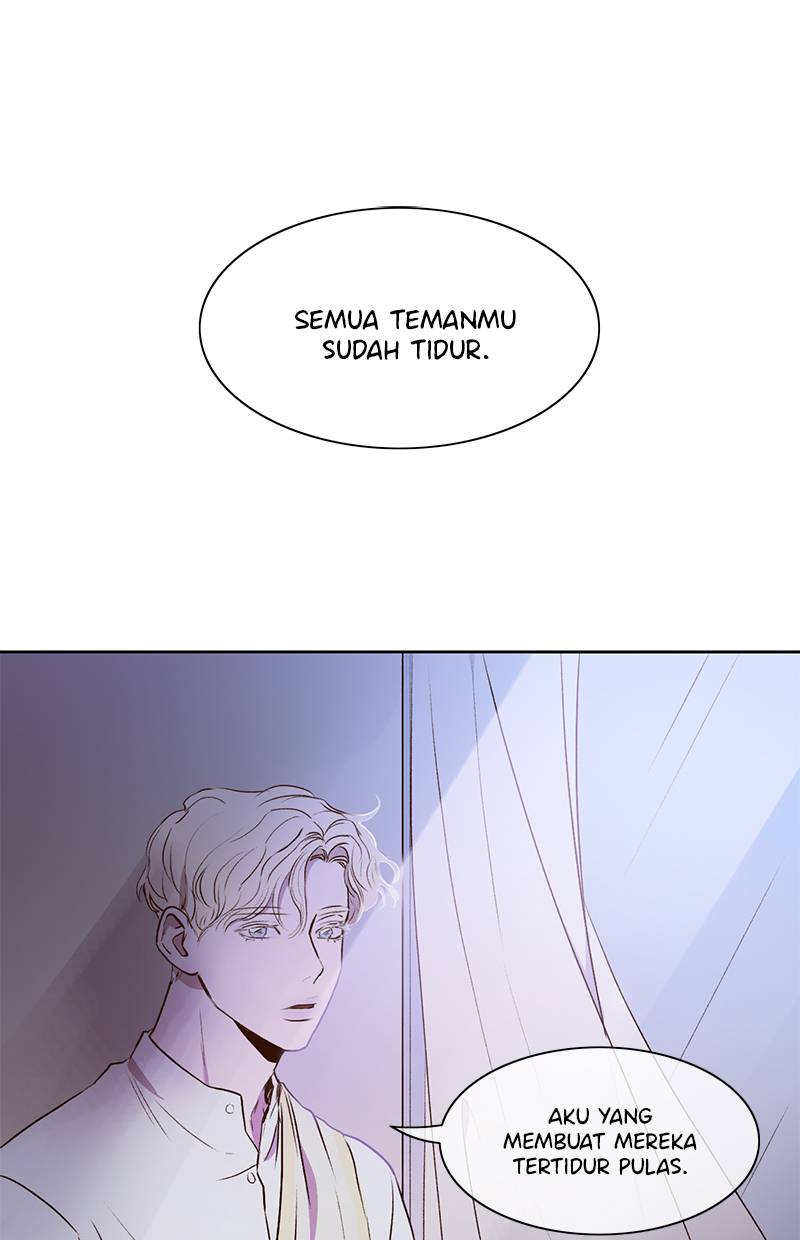 SEMUA TEMANMU
SUDAH TIDUR.
AKU YANG
MEMBUAT MEREKA
TERTIDUR PULAS.